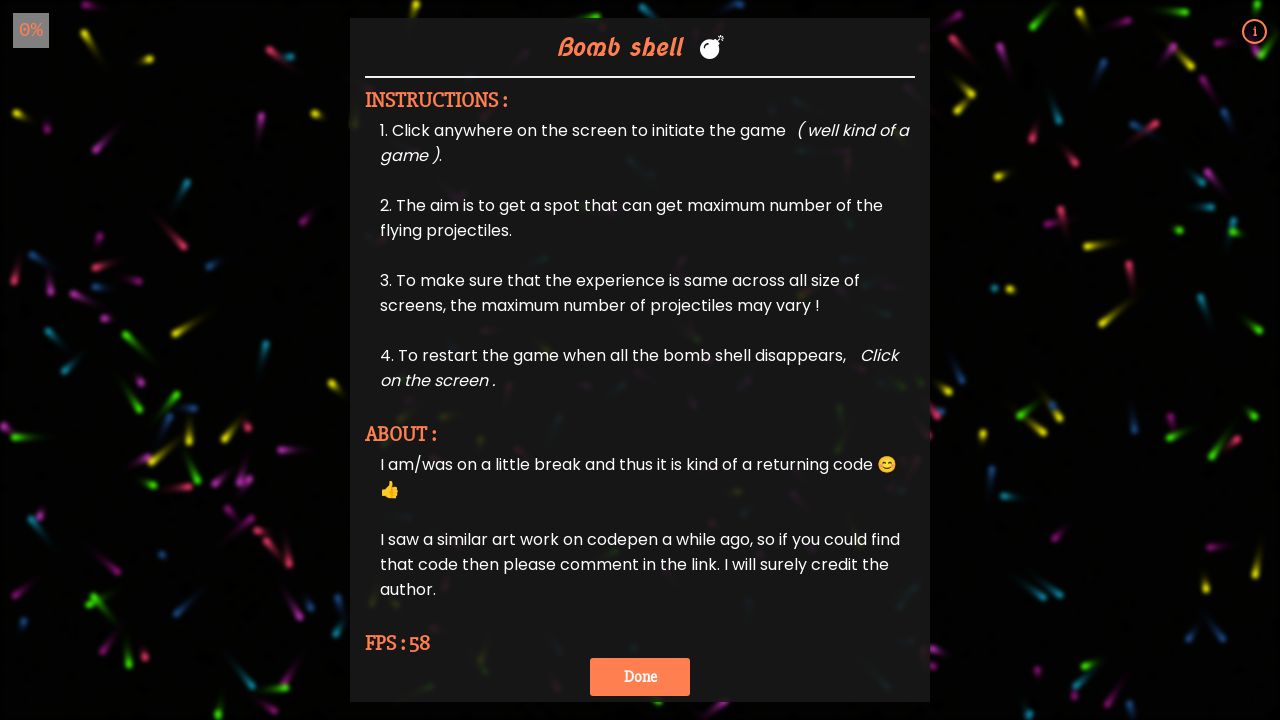 0%
i
Bomb shell 💣
INSTRUCTIONS :
1. Click anywhere on the screen to initiate the game ( well kind of a
game ).
2. The aim is to get a spot that can get maximum number of the
flying projectiles.
3. To make sure that the experience is same across all size of
screens, the maximum number of projectiles may vary !
4. To restart the game when all the bomb shell disappears, Click
on the screen .
ABOUT :
I am/was on a little break and thus it is kind of a returning code 😊
👍
I saw a similar art work on codepen a while ago, so if you could find
that code then please comment in the link. I will surely credit the
author.
FPS : 58
Done